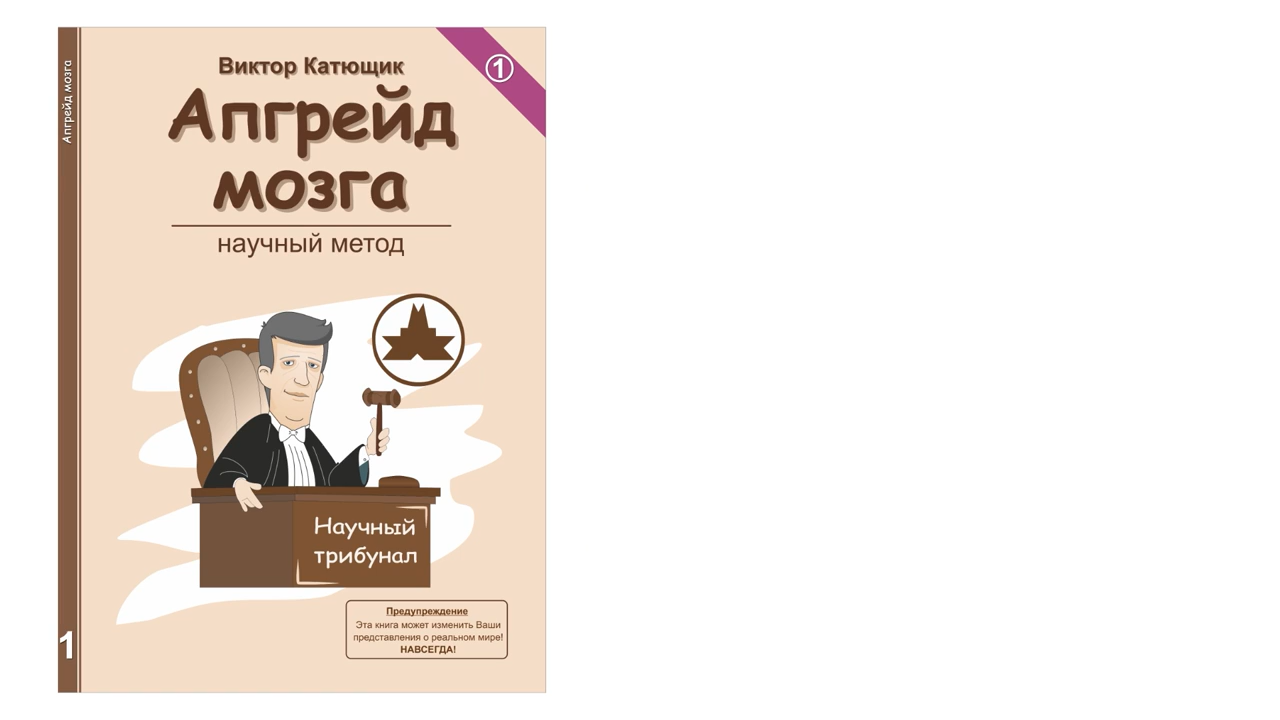 Апгрейд мозга
1
Виктор Катющик
1
Апгрейд
мозга
научный метод
Научный
трибунал
Предупреждение
Эта книга может изменить Ваши
представления о реальном мире!
НАВСЕГДА!